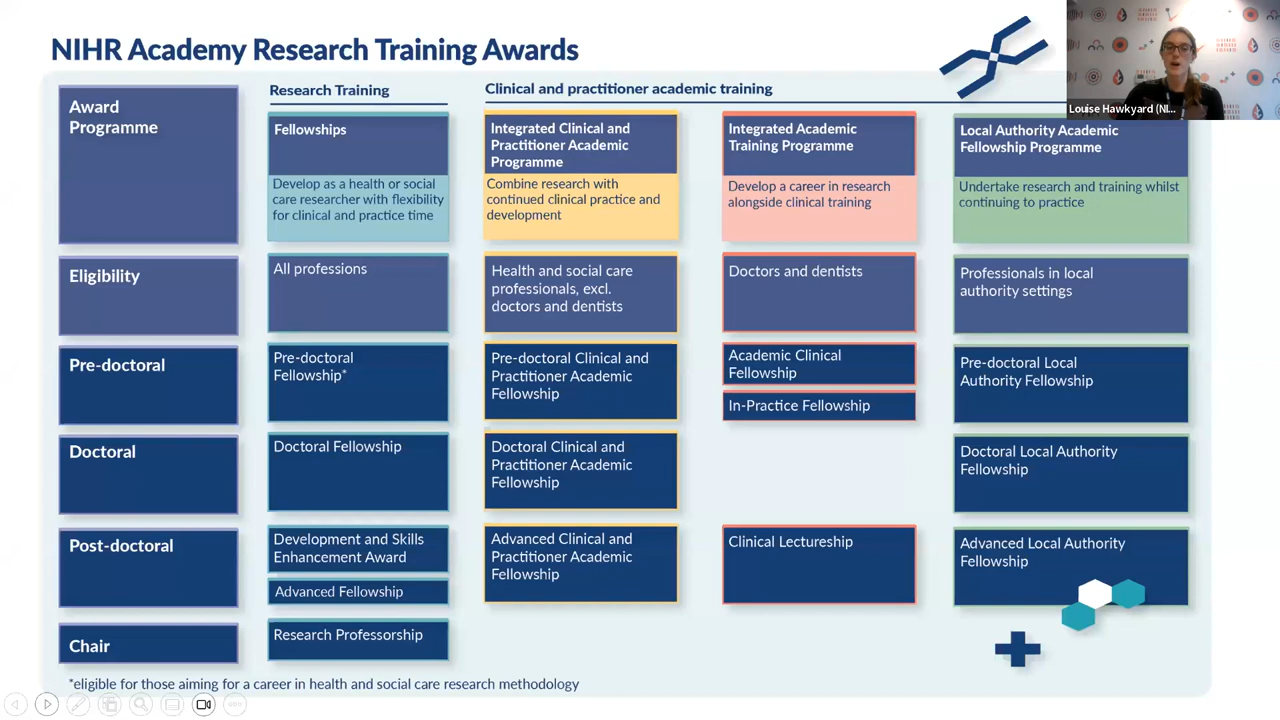 NIHR Academy Research Training Awards
Louise Hawkyard (NI...
Research Training
Clinical and practitioner academic training
Award
Programme
Fellowships
Develop as a health or social
care researcher with flexibility
for clinical and practice time
Integrated Clinical and
Practitioner Academic
Programme
Combine research with
continued clinical practice and
development
Integrated Academic
Training Programme
Develop a career in research
alongside clinical training
Local Authority Academic
Fellowship Programme
Undertake research and training whilst
continuing to practice
Eligibility
All professions
Health and social care
professionals, excl.
doctors and dentists
Doctors and dentists
Professionals in local
authority settings
Pre-doctoral
Pre-doctoral
Fellowship*
Pre-doctoral Clinical and
Practitioner Academic
Fellowship
Academic Clinical
Fellowship
In-Practice Fellowship
Pre-doctoral Local
Authority Fellowship
Doctoral
Doctoral Fellowship
Doctoral Clinical and
Practitioner Academic
Fellowship
Doctoral Local Authority
Fellowship
Post-doctoral
Development and Skills
Enhancement Award
Advanced Fellowship
Advanced Clinical and
Practitioner Academic
Fellowship
Clinical Lectureship
Advanced Local Authority
Fellowship
Chair
Research Professorship
*eligible for those aiming for a career in health and social care research methodology